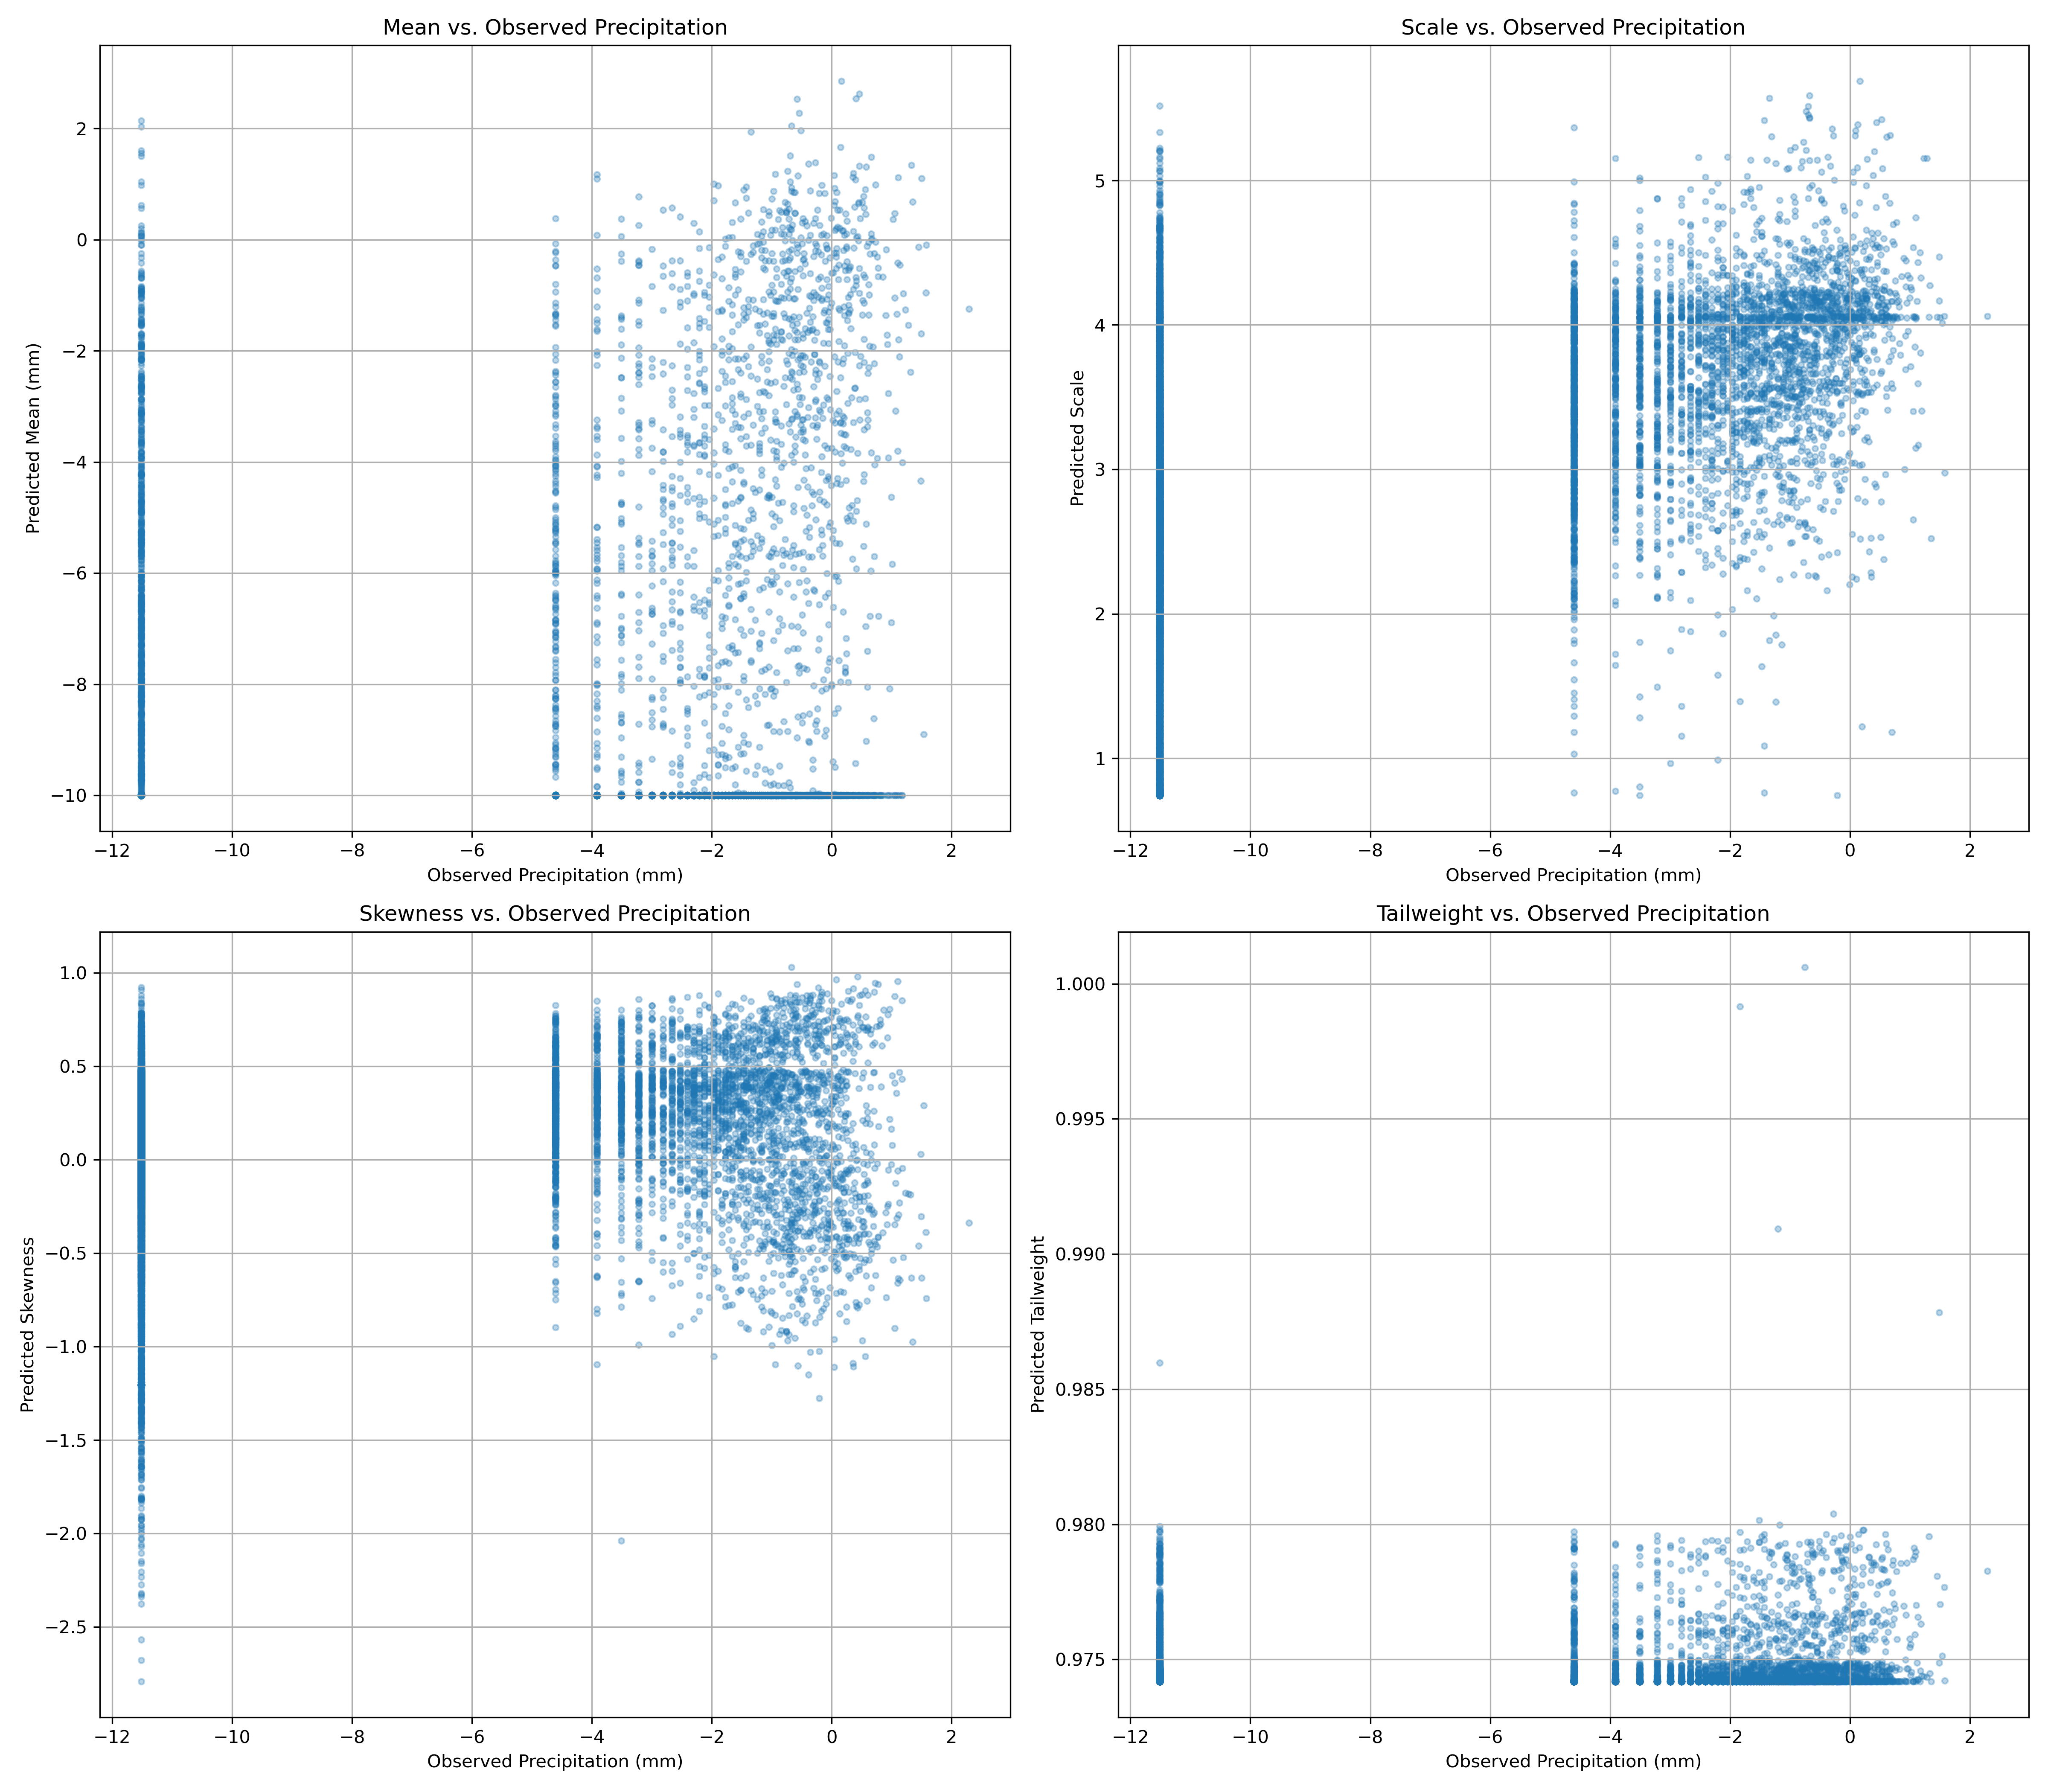 Mean vs. Observed Precipitation
Predicted Mean (mm)
2
0
−2
−4
−6
−8
−10
−12 −10 −8 −6 −4 −2 0 2
Observed Precipitation (mm)
Scale vs. Observed Precipitation
Predicted Scale
5
4
3
2
1
−12 −10 −8 −6 −4 −2 0 2
Observed Precipitation (mm)
Skewness vs. Observed Precipitation
Predicted Skewness
1.0
0.5
0.0
−0.5
−1.0
−1.5
−2.0
−2.5
−12 −10 −8 −6 −4 −2 0 2
Observed Precipitation (mm)
Tailweight vs. Observed Precipitation
Predicted Tailweight
1.000
0.995
0.990
0.985
0.980
0.975
−12 −10 −8 −6 −4 −2 0 2
Observed Precipitation (mm)